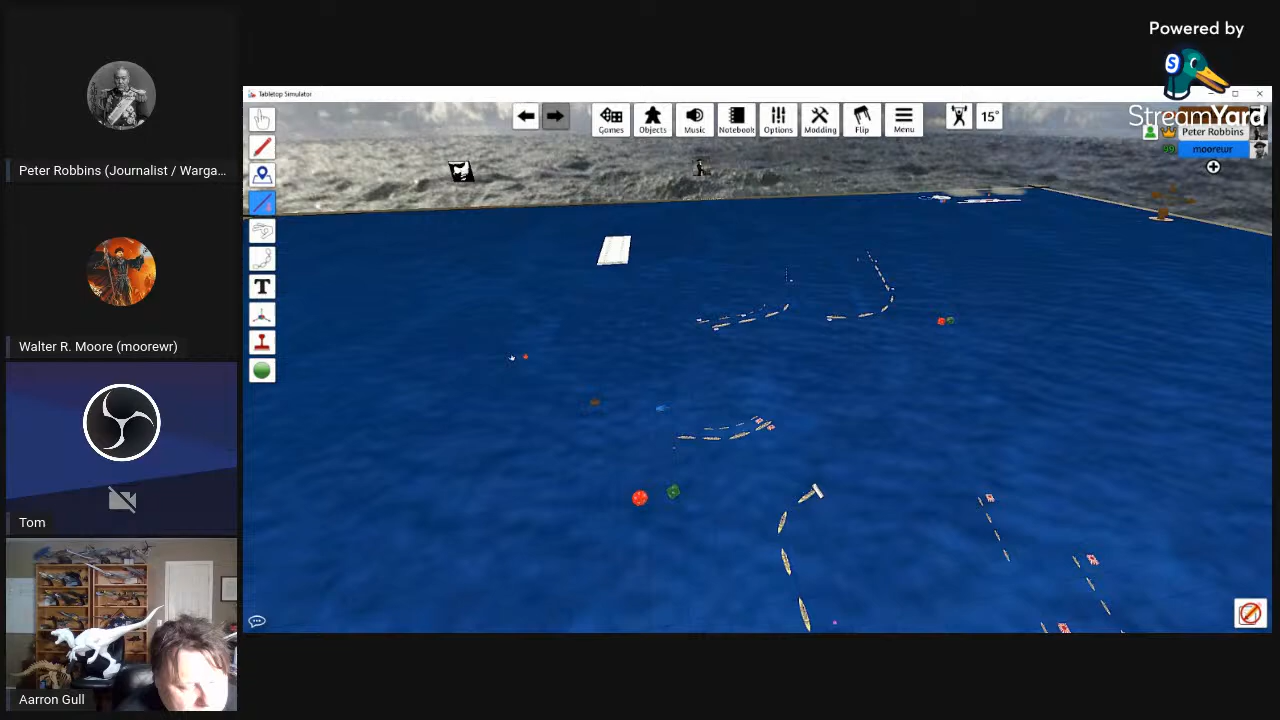 Powered by
S
StreamYard
Tabletop Simulator
Games
Objects
Music
Notebook
Options
Modding
Flip
Menu
15°
Peter Robbins
99 moorewr
T
Peter Robbins (Journalist / Warga...
Walter R. Moore (moorewr)
Tom
Aarron Gull